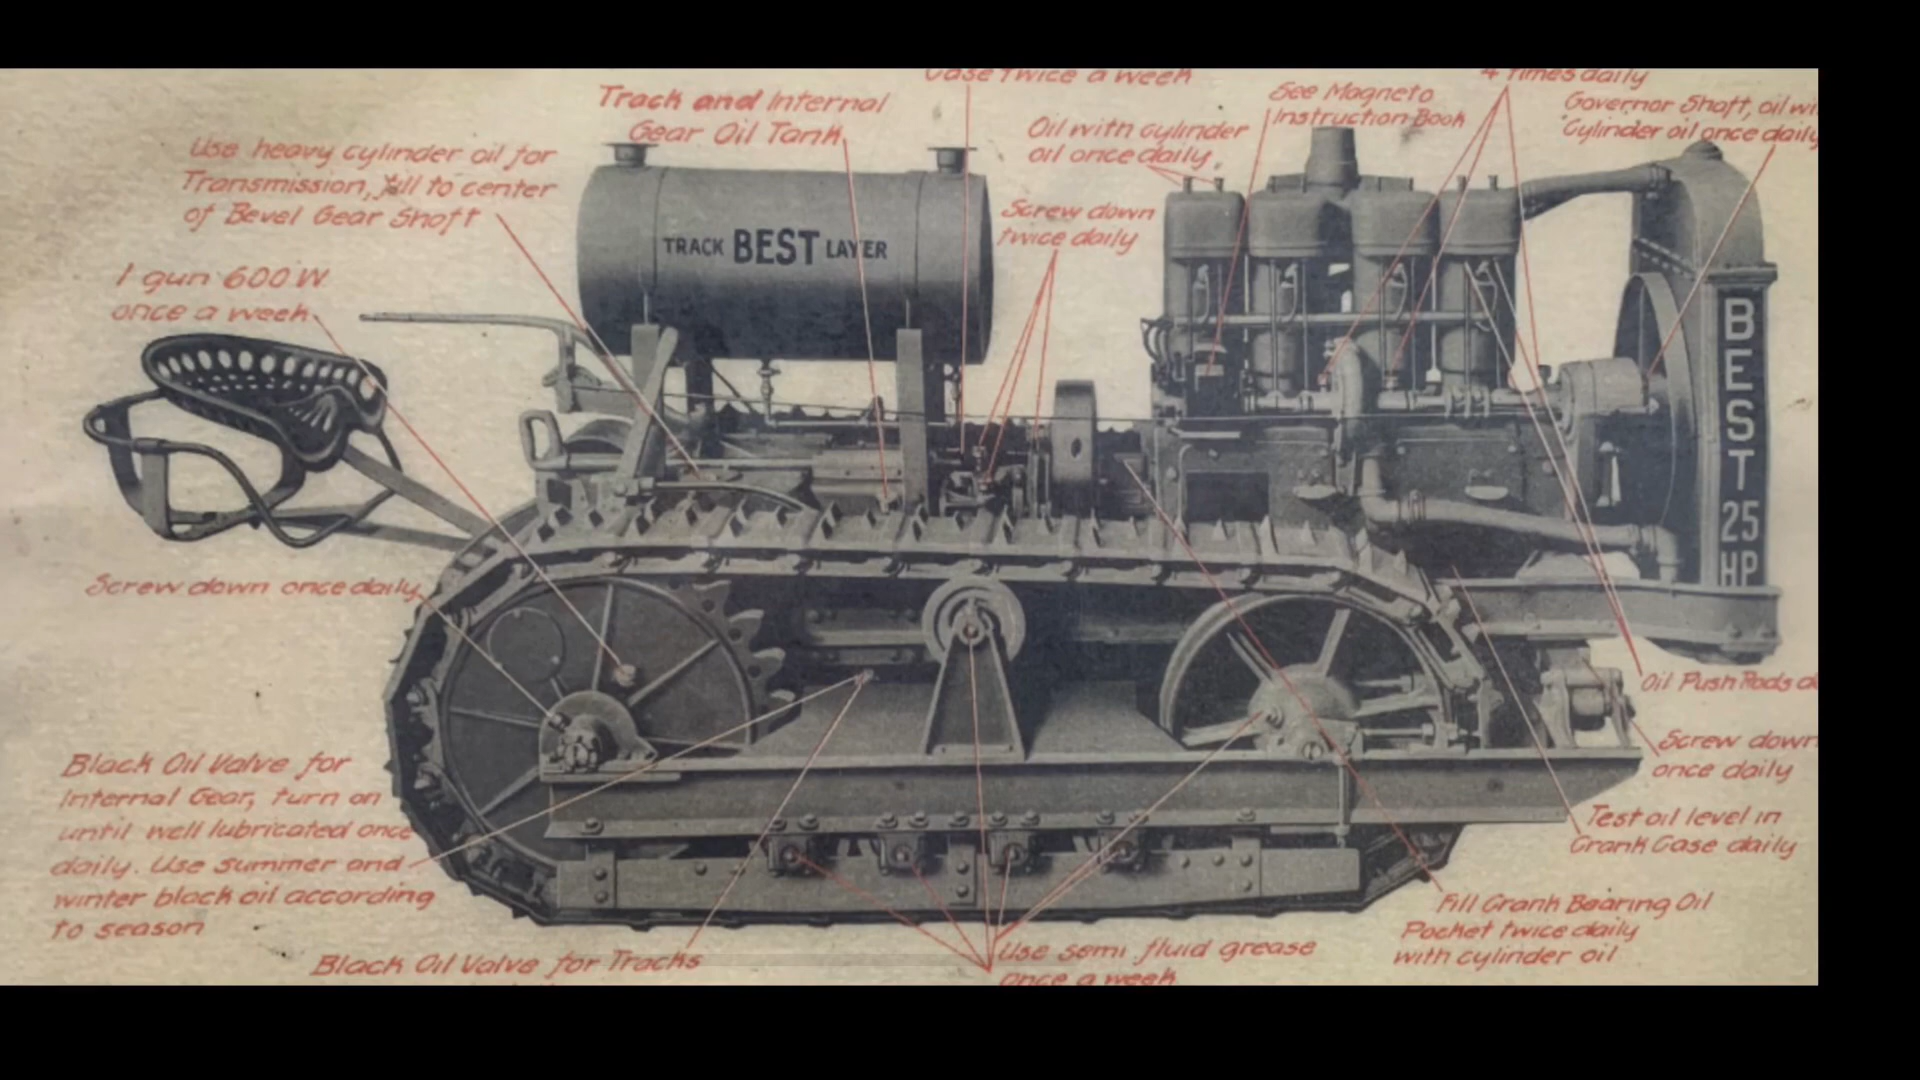 Case twice a week
4 times daily
Track and Internal
Gear Oil Tank
See Magneto
Instruction Book
Governor Shaft, oil wi
Cylinder oil once daily
Oil with cylinder
oil once daily.
Use heavy cylinder oil for
Transmission, fill to center
of Bevel Gear Shaft
Screw down
twice daily
TRACK BEST LAYER
1 gun 600 W
once a week
BEST
25
HP
Screw down once daily
Oil Push Rods
Screw down
once daily
Black Oil Valve for
Internal Gear, turn on
until well lubricated once
daily. Use summer and
winter black oil according
to season
Test oil level in
Crank Case daily
Fill Crank Bearing Oil
Pocket twice daily
with cylinder oil
Black Oil Valve for Tracks
Use semi fluid grease
once a week